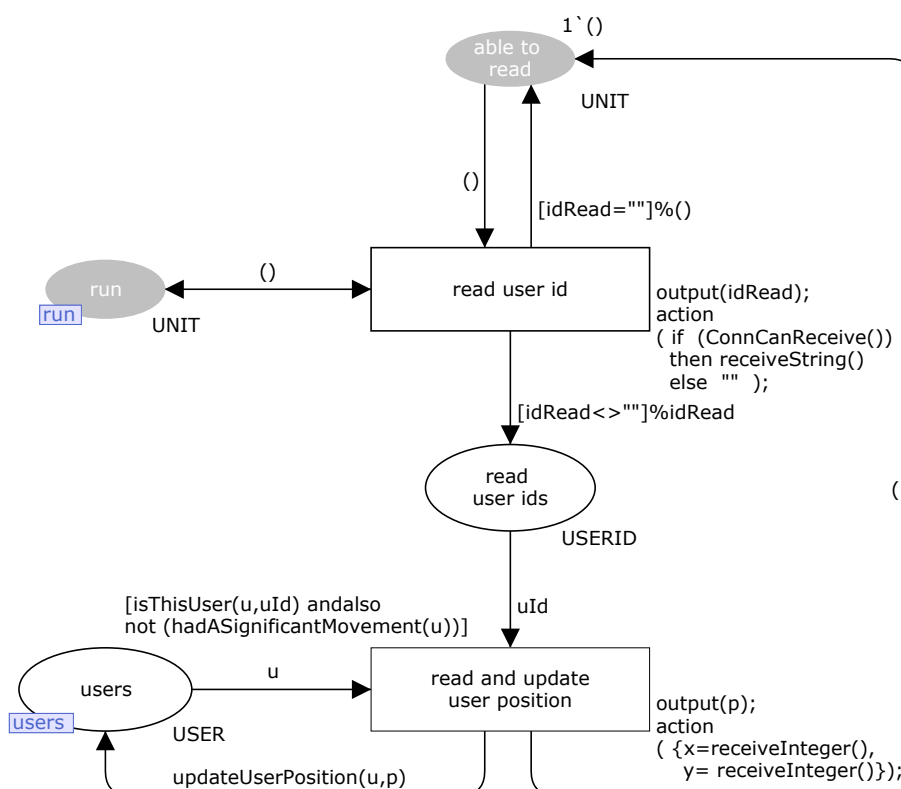 1`()
able to
read
UNIT
()
[idRead=""]%()
()
run
run
UNIT
read user id
output(idRead);
action
( if (ConnCanReceive())
then receiveString()
else "" );
[idRead<>""]%idRead
read
user ids
(
USERID
[isThisUser(u,uId) andalso
not (hadASignificantMovement(u))]
uId
users
users
USER
u
read and update
user position
output(p);
action
( {x=receiveInteger(),
y= receiveInteger()});
updateUserPosition(u,p)